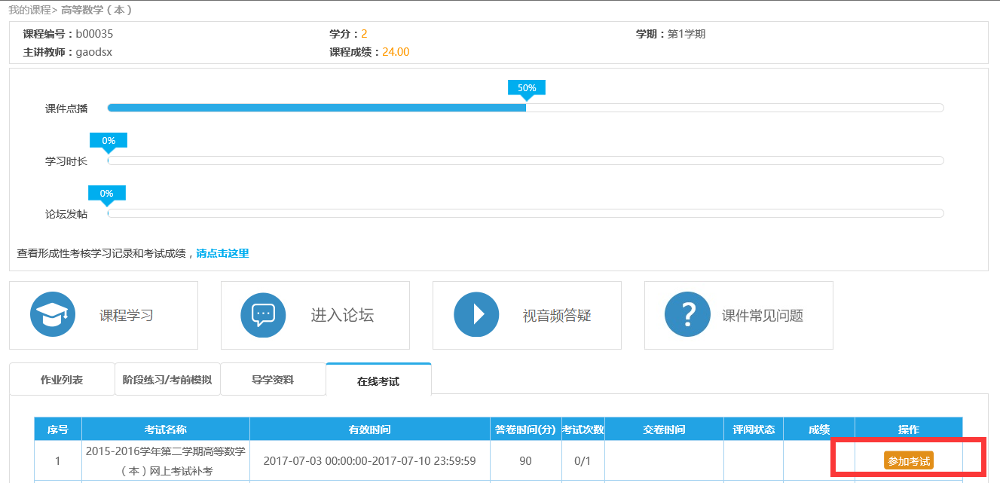 我的课程> 高等数学（本）
课程编号：b00035 学分：2 学期：第1学期
主讲教师：gaodsx 课程成绩：24.00
50%
课件点播
0%
学习时长
0%
论坛发帖
查看形成性考核学习记录和考试成绩，请点击这里
课程学习 进入论坛 视音频答疑 课件常见问题
作业列表 阶段练习/考前模拟 导学资料 在线考试
序号 考试名称 有效时间 答卷时间(分) 考试次数 交卷时间 评阅状态 成绩 操作
1 2015-2016学年第二学期高等数学（本）网上考试补考 2017-07-03 00:00:00-2017-07-10 23:59:59 90 0/1 参加考试